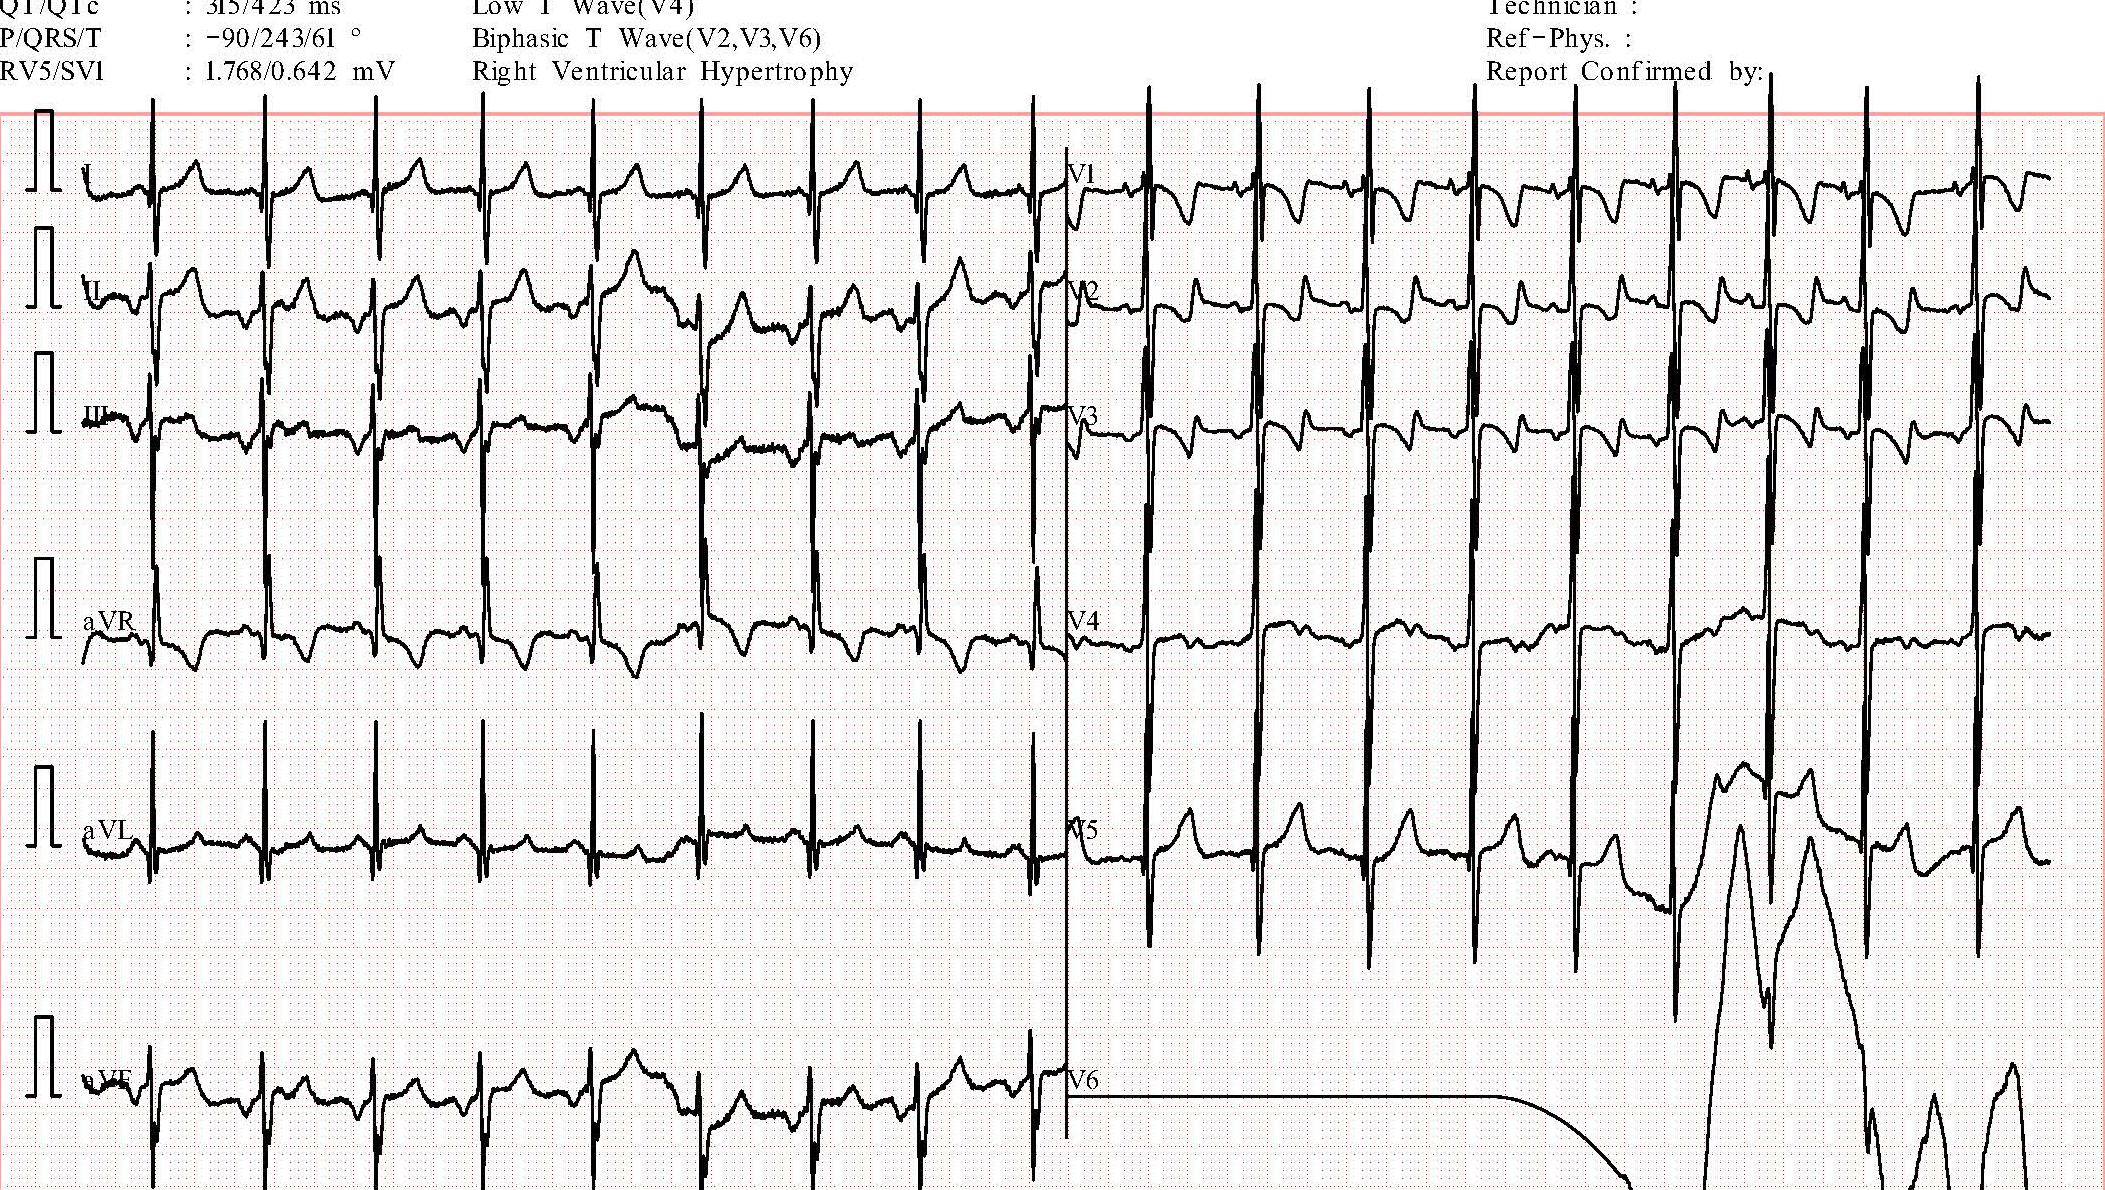 QT/QTc : 315/423 ms
P/QRS/T : -90/243/61 °
RV5/SV1 : 1.768/0.642 mV
Low T Wave(V4)
Biphasic T Wave(V2,V3,V6)
Right Ventricular Hypertrophy
Technician :
Ref-Phys. :
Report Confirmed by:
I
II
III
aVR
aVL
aVF
V1
V2
V3
V4
V5
V6